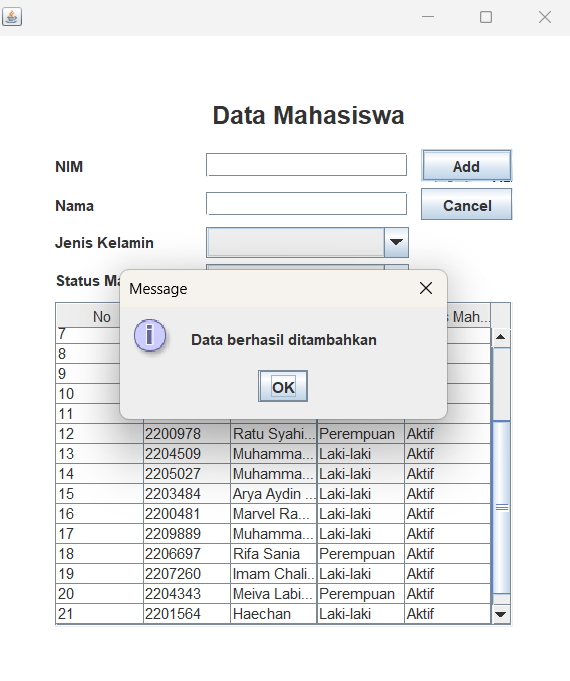 Data Mahasiswa
NIM
Add
Nama
Cancel
Jenis Kelamin
Status Ma
Message
Data berhasil ditambahkan
OK
No s Mah...
7
8
9
10
11
12 2200978 Ratu Syahi... Perempuan Aktif
13 2204509 Muhamma... Laki-laki Aktif
14 2205027 Muhamma... Laki-laki Aktif
15 2203484 Arya Aydin ... Laki-laki Aktif
16 2200481 Marvel Ra... Laki-laki Aktif
17 2209889 Muhamma... Laki-laki Aktif
18 2206697 Rifa Sania Perempuan Aktif
19 2207260 Imam Chali... Laki-laki Aktif
20 2204343 Meiva Labi... Perempuan Aktif
21 2201564 Haechan Laki-laki Aktif